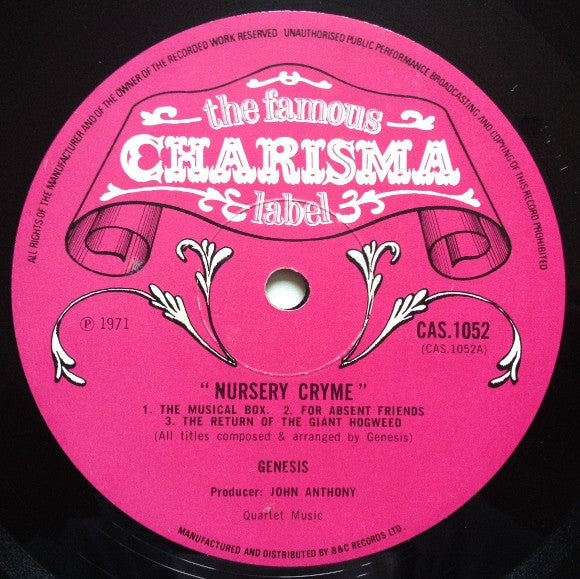 ALL RIGHTS OF THE MANUFACTURER AND OF THE OWNER OF THE RECORDED WORK RESERVED · UNAUTHORISED PUBLIC PERFORMANCE BROADCASTING AND COPYING OF THIS RECORD PROHIBITED
the famous
CHARISMA
label
℗ 1971
CAS.1052
(CAS.1052A)
"NURSERY CRYME"
1. THE MUSICAL BOX. 2. FOR ABSENT FRIENDS
3. THE RETURN OF THE GIANT HOGWEED
(All titles composed & arranged by Genesis)
GENESIS
Producer: JOHN ANTHONY
Quartet Music
MANUFACTURED AND DISTRIBUTED BY B&C RECORDS LTD.